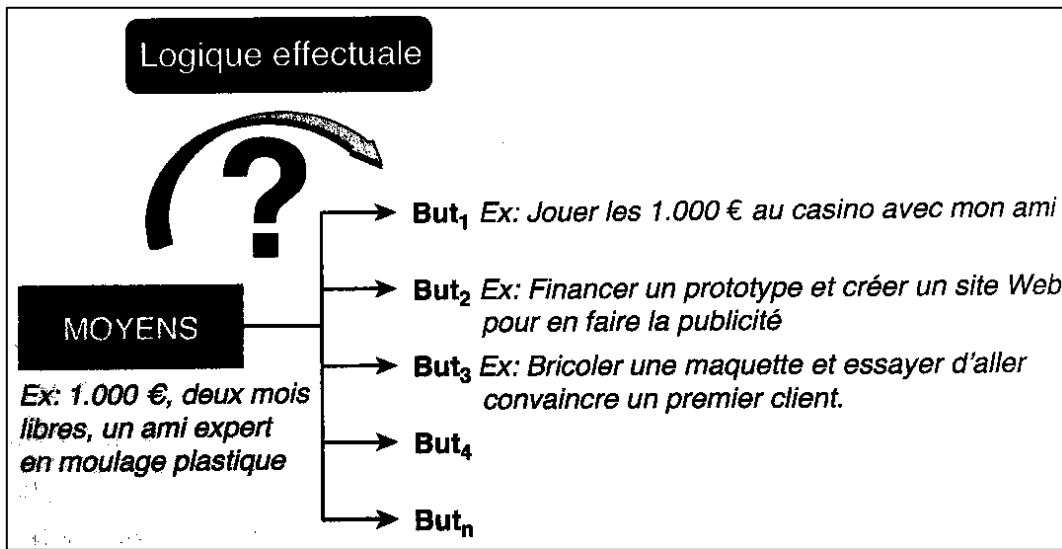 Logique effectuale
?
But₁ Ex: Jouer les 1.000 € au casino avec mon ami
But₂ Ex: Financer un prototype et créer un site Web
pour en faire la publicité
MOYENS
But₃ Ex: Bricoler une maquette et essayer d'aller
convaincre un premier client.
Ex: 1.000 €, deux mois
libres, un ami expert
en moulage plastique
But₄
Butₙ